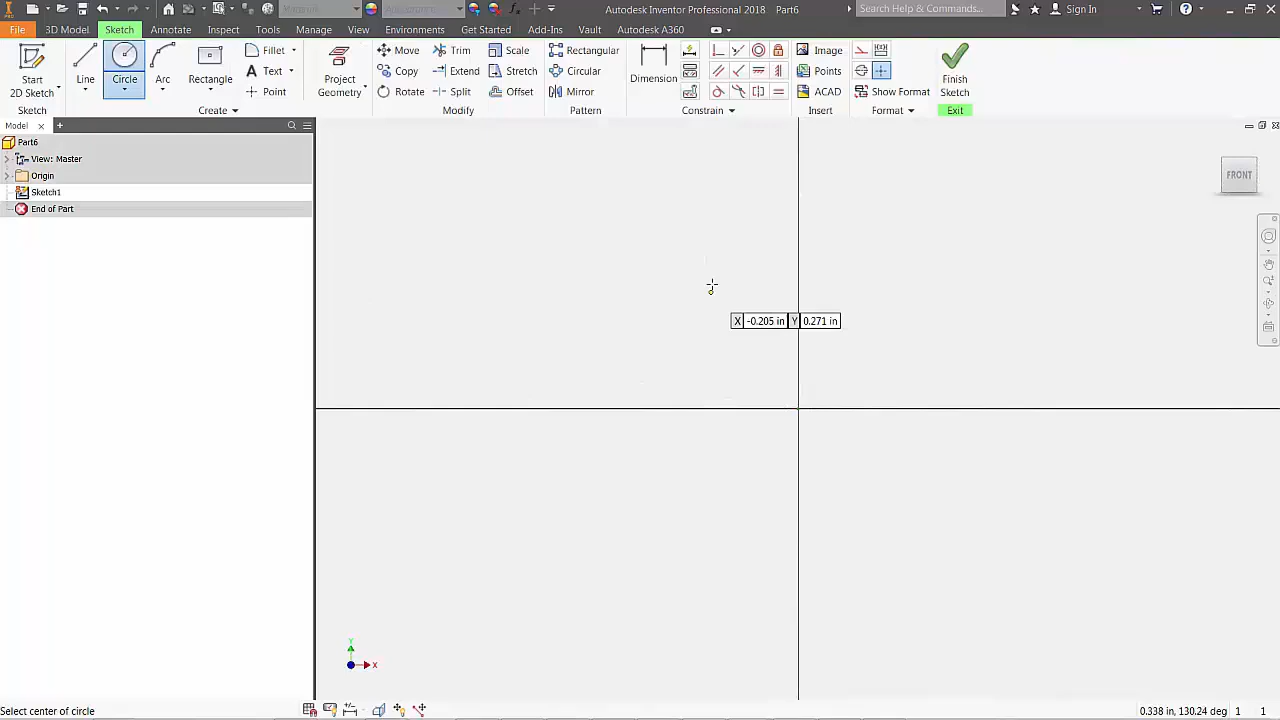 Autodesk Inventor Professional 2018 Part6 Search Help & Commands... Sign In
File 3D Model Sketch Annotate Inspect Tools Manage View Environments Get Started Add-Ins Vault Autodesk A360
Start
2D Sketch
Line
Circle
Arc
Rectangle
Fillet
Text
Point
Project
Geometry
Move
Trim
Scale
Copy
Extend
Stretch
Rotate
Split
Offset
Rectangular
Circular
Mirror
Dimension
Image
Points
ACAD
Show Format
Finish
Sketch
Sketch Create Modify Pattern Constrain Insert Format Exit
Model
Part6
View: Master
Origin
Sketch1
End of Part
FRONT
X -0.205 in Y 0.271 in
Y
X
Select center of circle
0.338 in, 130.24 deg 1 1